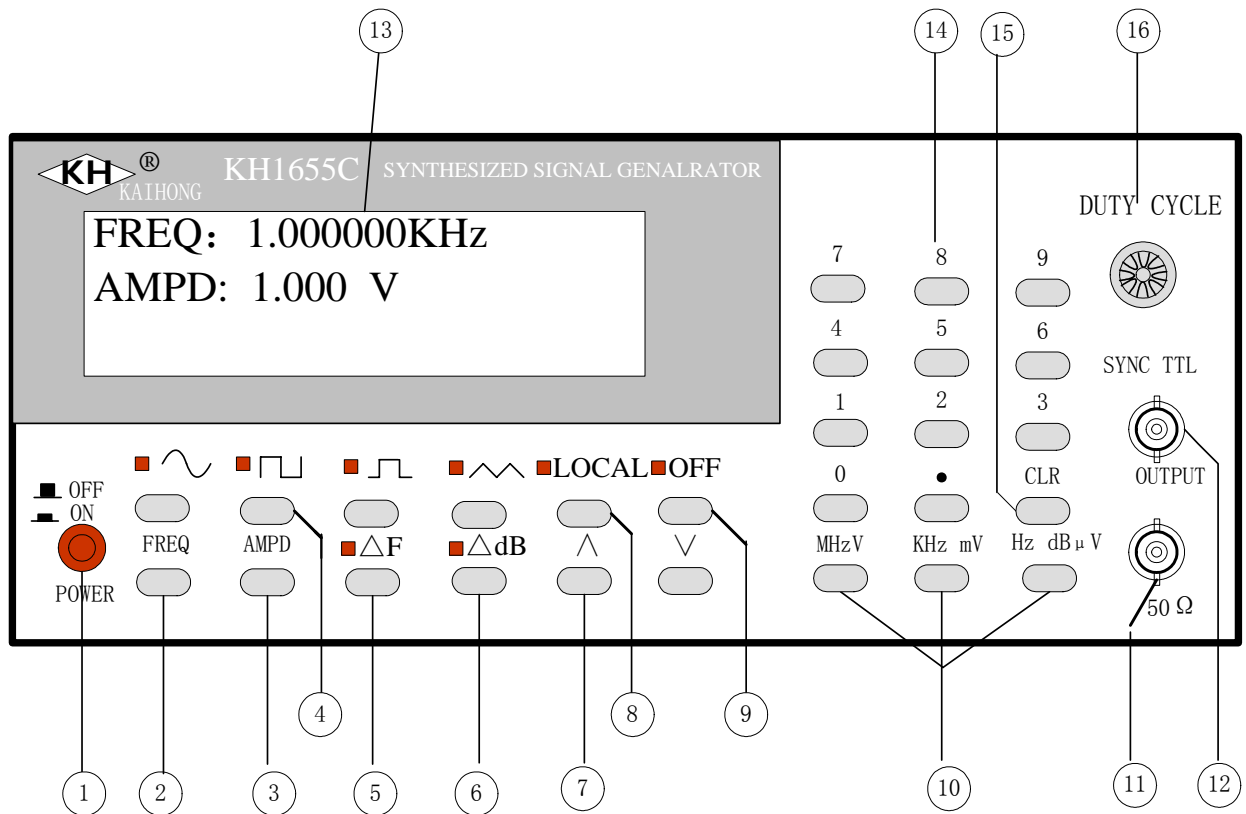 13 14 15 16
KH ®
KAIHONG
KH1655C SYNTHESIZED SIGNAL GENALRATOR
FREQ: 1.000000KHz
AMPD: 1.000 V
DUTY CYCLE
7 8 9
4 5 6
SYNC TTL
1 2 3
LOCAL OFF
0 • CLR OUTPUT
OFF
ON
FREQ AMPD △F △dB ∧ ∨
MHzV KHz mV Hz dBμV
POWER
50Ω
4 8 9
1 2 3 5 6 7 10 11 12